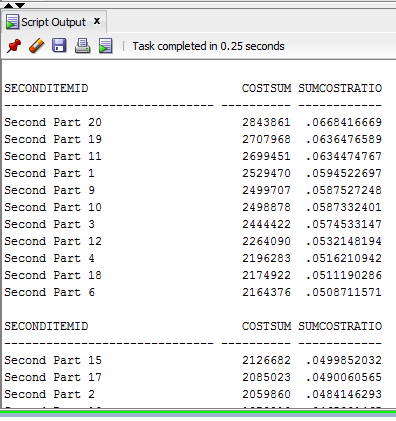 Script Output x
Task completed in 0.25 seconds
SECONDITEMID COSTSUM SUMCOSTRATIO
------------------------------ ---------- ------------
Second Part 20 2843861 .0668416669
Second Part 19 2707968 .0636476589
Second Part 11 2699451 .0634474767
Second Part 1 2529470 .0594522697
Second Part 9 2499707 .0587527248
Second Part 10 2498878 .0587332401
Second Part 3 2444422 .0574533147
Second Part 12 2264090 .0532148194
Second Part 4 2196283 .0516210942
Second Part 18 2174922 .0511190286
Second Part 6 2164376 .0508711571
SECONDITEMID COSTSUM SUMCOSTRATIO
------------------------------ ---------- ------------
Second Part 15 2126682 .0499852032
Second Part 17 2085023 .0490060565
Second Part 2 2059860 .0484146293